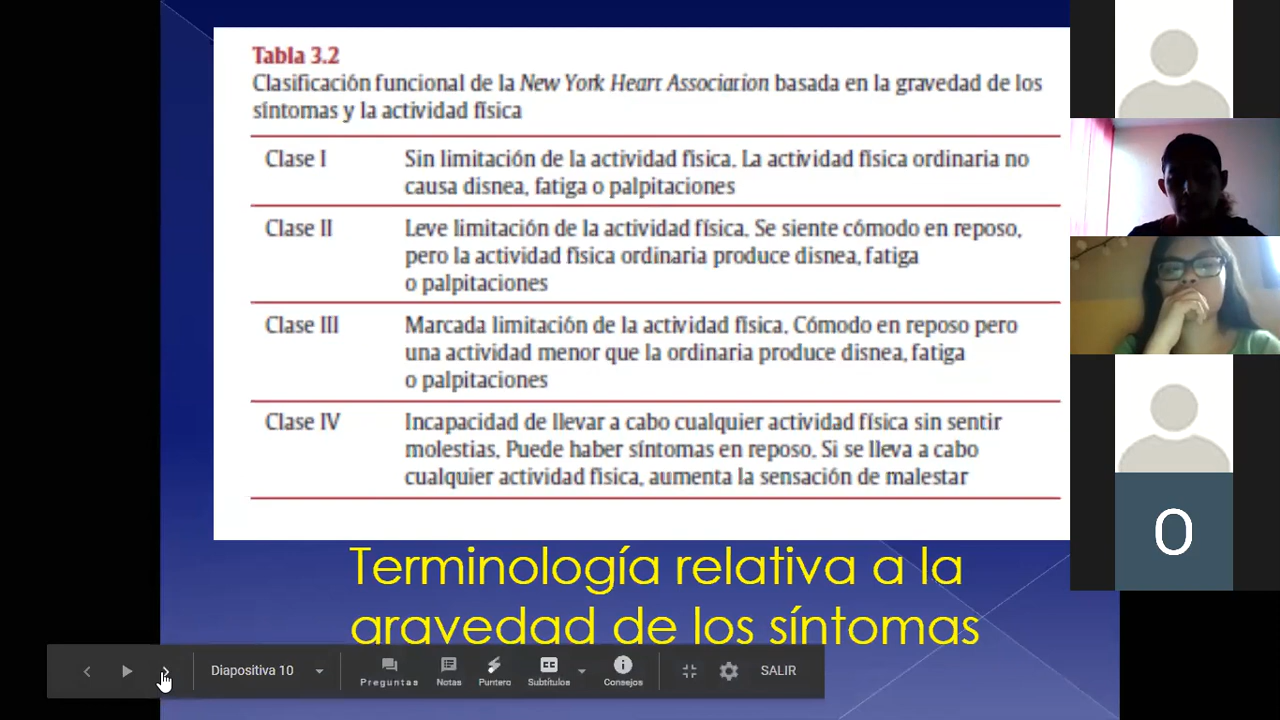 Tabla 3.2
Clasificación funcional de la New York Heart Association basada en la gravedad de los
síntomas y la actividad física
Clase I
Sin limitación de la actividad física. La actividad física ordinaria no
causa disnea, fatiga o palpitaciones
Clase II
Leve limitación de la actividad física. Se siente cómodo en reposo,
pero la actividad física ordinaria produce disnea, fatiga
o palpitaciones
Clase III
Marcada limitación de la actividad física. Cómodo en reposo pero
una actividad menor que la ordinaria produce disnea, fatiga
o palpitaciones
Clase IV
Incapacidad de llevar a cabo cualquier actividad física sin sentir
molestias. Puede haber síntomas en reposo. Si se lleva a cabo
cualquier actividad física, aumenta la sensación de malestar
Terminología relativa a la
gravedad de los síntomas
Diapositiva 10
Preguntas
Notas
Puntero
CC
Subtítulos
Consejos
SALIR
O